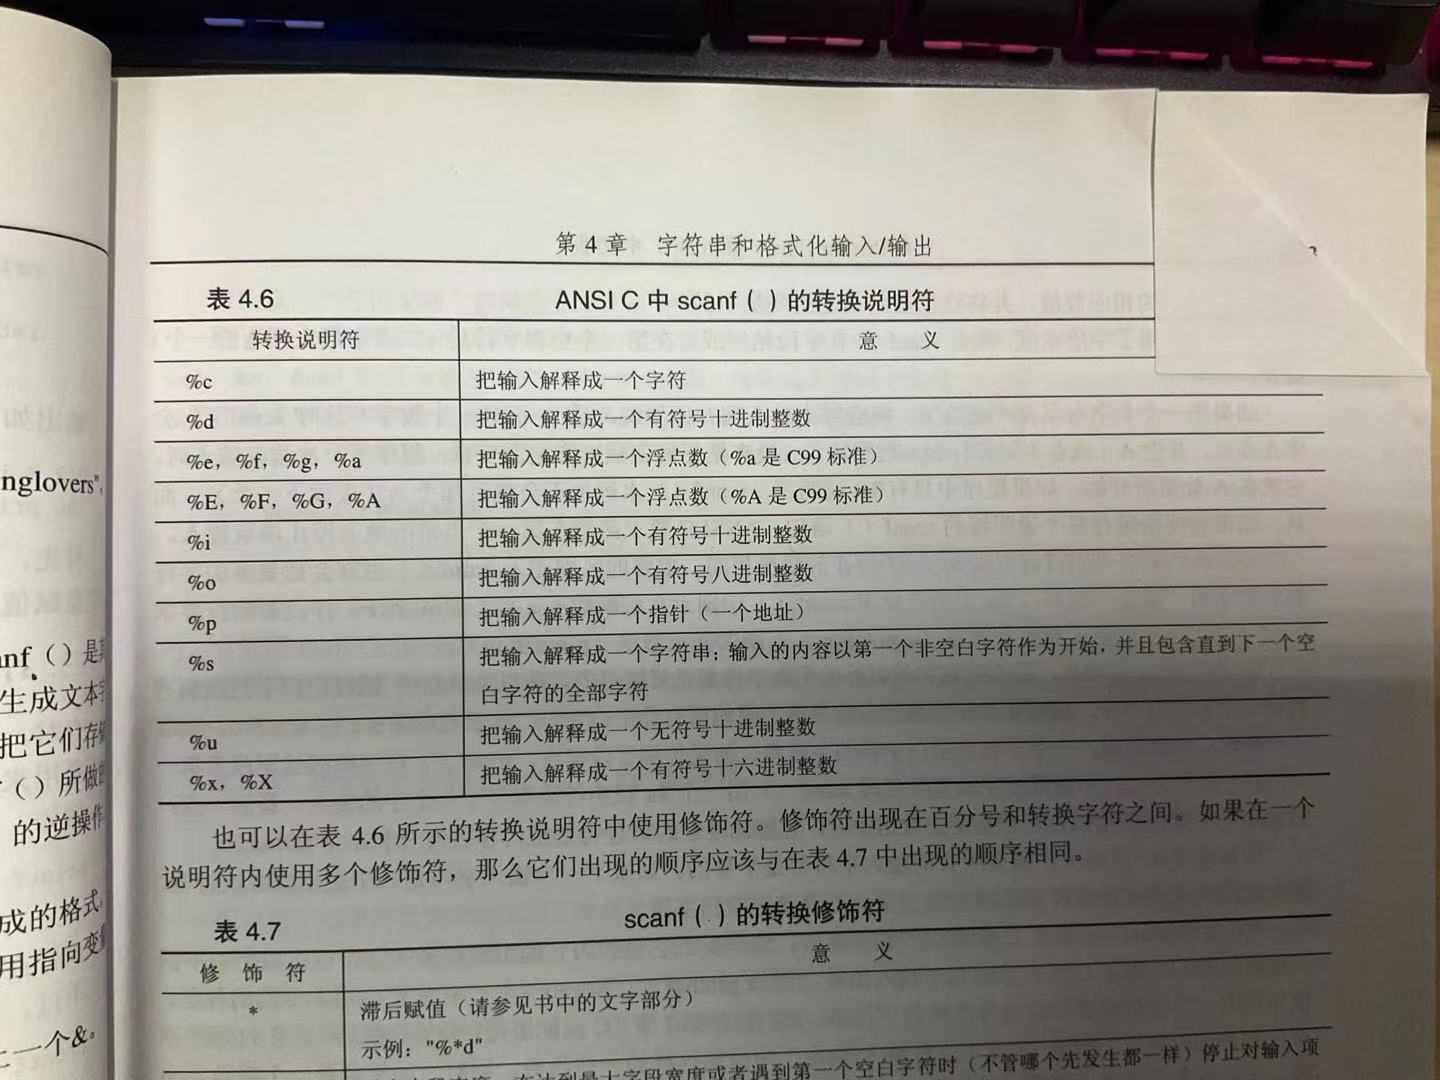 第 4 章 字符串和格式化输入/输出
表 4.6 ANSI C 中 scanf ( ) 的转换说明符
转换说明符 意 义
%c 把输入解释成一个字符
%d 把输入解释成一个有符号十进制整数
%e，%f，%g，%a 把输入解释成一个浮点数（%a 是 C99 标准）
%E，%F，%G，%A 把输入解释成一个浮点数（%A 是 C99 标准）
%i 把输入解释成一个有符号十进制整数
%o 把输入解释成一个有符号八进制整数
%p 把输入解释成一个指针（一个地址）
%s 把输入解释成一个字符串；输入的内容以第一个非空白字符作为开始，并且包含直到下一个空
白字符的全部字符
%u 把输入解释成一个无符号十进制整数
%x，%X 把输入解释成一个有符号十六进制整数
也可以在表 4.6 所示的转换说明符中使用修饰符。修饰符出现在百分号和转换字符之间。如果在一个
说明符内使用多个修饰符，那么它们出现的顺序应该与在表 4.7 中出现的顺序相同。
表 4.7 scanf ( ) 的转换修饰符
修 饰 符 意 义
* 滞后赋值（请参见书中的文字部分）
示例："%*d"
在达到最大字段宽度或者遇到第一个空白字符时（不管哪个先发生都一样）停止对输入项
nglovers",
anf（）是
生成文本
把它们存
（）所做
的逆操作
成的格式
用指向变
一个&。